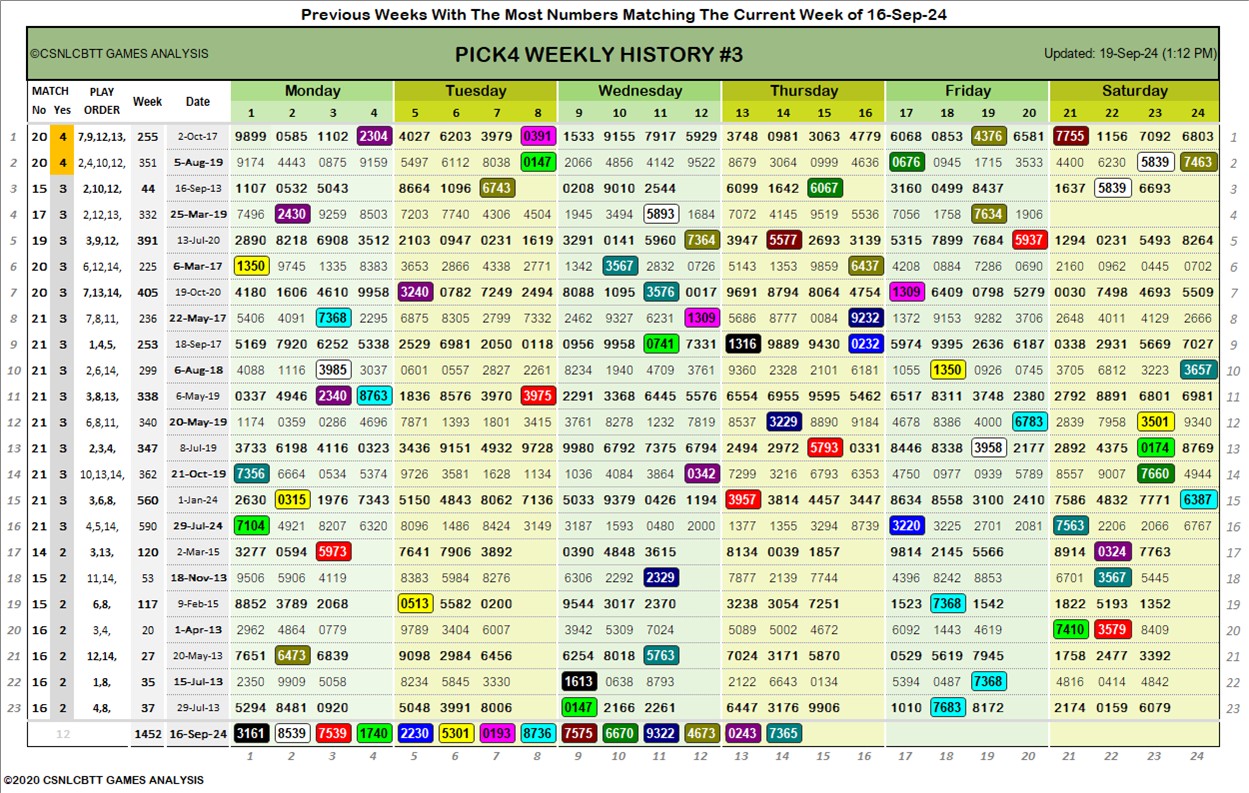 Previous Weeks With The Most Numbers Matching The Current Week of 16-Sep-24
©CSNLCBTT GAMES ANALYSIS PICK4 WEEKLY HISTORY #3 Updated: 19-Sep-24 (1:12 PM)
MATCH PLAY Week Date Monday Tuesday Wednesday Thursday Friday Saturday
No Yes ORDER 1 2 3 4 5 6 7 8 9 10 11 12 13 14 15 16 17 18 19 20 21 22 23 24
1 20 4 7,9,12,13, 255 2-Oct-17 9899 0585 1102 2304 4027 6203 3979 0391 1533 9155 7917 5929 3748 0981 3063 4779 6068 0853 4376 6581 7755 1156 7092 6803 1
2 20 4 2,4,10,12, 351 5-Aug-19 9174 4443 0875 9159 5497 6112 8038 0147 2066 4856 4142 9522 8679 3064 0999 4636 0676 0945 1715 3533 4400 6230 5839 7463 2
3 15 3 2,10,12, 44 16-Sep-13 1107 0532 5043 8664 1096 6743 0208 9010 2544 6099 1642 6067 3160 0499 8437 1637 5839 6693 3
4 17 3 2,12,13, 332 25-Mar-19 7496 2430 9259 8503 7203 7740 4306 4504 1945 3494 5893 1684 7072 4145 9519 5536 7056 1758 7634 1906 4
5 19 3 3,9,12, 391 13-Jul-20 2890 8218 6908 3512 2103 0947 0231 1619 3291 0141 5960 7364 3947 5577 2693 3139 5315 7899 7684 5937 1294 0231 5493 8264 5
6 20 3 6,12,14, 225 6-Mar-17 1350 9745 1335 8383 3653 2866 4338 2771 1342 3567 2832 0726 5143 1353 9859 6437 4208 0884 7286 0690 2160 0962 0445 0702 6
7 20 3 7,13,14, 405 19-Oct-20 4180 1606 4610 9958 3240 0782 7249 2494 8088 1095 3576 0017 9691 8794 8064 4754 1309 6409 0798 5279 0030 7498 4693 5509 7
8 21 3 7,8,11, 236 22-May-17 5406 4091 7368 2295 6875 8305 2799 7332 2462 9327 6231 1309 5686 8777 0084 9232 1372 9153 9282 3706 2648 4011 4129 2666 8
9 21 3 1,4,5, 253 18-Sep-17 5169 7920 6252 5338 2529 6981 2050 0118 0956 9958 0741 7331 1316 9889 9430 0232 5974 9395 2636 6187 0338 2931 5669 7027 9
10 21 3 2,6,14, 299 6-Aug-18 4088 1116 3985 3037 0601 0557 2827 2261 8234 1940 4709 3761 9360 2328 2101 6181 1055 1350 0926 0745 3705 6812 3223 3657 10
11 21 3 3,8,13, 338 6-May-19 0337 4946 2340 8763 1836 8576 3970 3975 2291 3368 6445 5576 6554 6955 9595 5462 6517 8311 3748 2380 2792 8891 6801 6981 11
12 21 3 6,8,11, 340 20-May-19 1174 0359 0281 4696 7871 3231 1801 3415 3761 0278 1232 7819 8537 3229 8890 9184 4678 8386 4000 6783 2839 7958 3501 9340 12
13 21 3 2,3,4, 347 8-Jul-19 3733 6198 4116 0323 3436 1571 4932 9728 9980 6792 7375 6794 2494 2972 5793 0331 8446 8338 3958 2177 2892 4375 0174 8769 13
14 21 3 10,13,14, 362 21-Oct-19 7356 6664 0534 5374 9726 5856 1628 1134 1036 4084 3864 0342 7299 3216 6793 6353 4750 0977 0939 5789 8557 9007 7660 4944 14
15 21 3 3,6,8, 560 1-Jan-24 2630 0315 1976 7343 5150 4843 8062 7136 5033 9379 0426 1194 3957 3814 4457 3447 8634 8558 3100 2410 7586 4832 7771 6387 15
16 21 3 4,5,14, 590 29-Jul-24 7104 4921 8207 6320 8096 1486 8424 3149 3187 1593 0480 2000 1377 1355 3294 8739 3220 3225 2701 2081 7563 2206 2066 6767 16
17 14 2 3,13, 120 2-Mar-15 3277 0594 5973 7641 7906 3892 0390 4848 3615 8134 0039 1857 9814 2145 5566 8914 0324 7763 17
18 15 2 11,14, 53 18-Nov-13 9506 5906 4119 8383 5984 8276 6306 2292 2329 7877 2139 7744 4396 8242 8853 6701 3567 5445 18
19 15 2 6,8, 117 9-Feb-15 8852 3789 2068 0513 5582 0200 9544 3017 2370 3238 3054 7251 1523 7368 1542 1822 5193 1352 19
20 16 2 3,4, 20 1-Apr-13 2962 4864 0779 9789 3404 6007 3942 5309 7024 5089 5002 4672 6092 1443 4619 7410 3579 8409 20
21 16 2 12,14, 27 20-May-13 7651 6473 6839 9098 2984 6456 6254 8018 5763 7024 3171 5870 0529 5619 7945 1758 2477 3392 21
22 16 2 1,8, 35 15-Jul-13 2350 9909 5058 8234 5845 3330 1613 0638 8793 2122 6643 0134 5394 0487 7368 4816 0414 4842 22
23 16 2 4,8, 37 29-Jul-13 5294 8481 0920 5048 3991 8006 0147 2166 2261 6447 3176 9906 1010 7683 8172 2174 0159 6079 23
12 1452 16-Sep-24 3161 8539 7539 1740 2230 5301 0193 8736 7575 6670 9322 4673 0243 7365
1 2 3 4 5 6 7 8 9 10 11 12 13 14 15 16 17 18 19 20 21 22 23 24
©2020 CSNLCBTT GAMES ANALYSIS